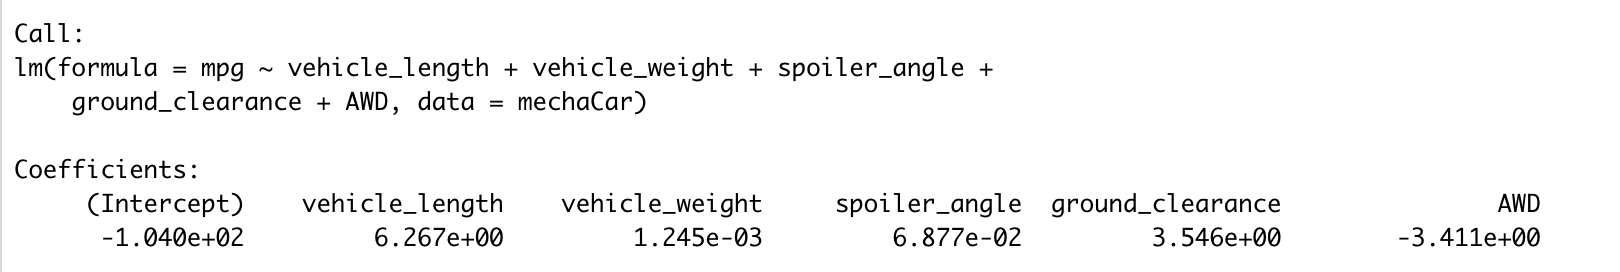 Call:
lm(formula = mpg ~ vehicle_length + vehicle_weight + spoiler_angle +
    ground_clearance + AWD, data = mechaCar)

Coefficients:
     (Intercept)    vehicle_length    vehicle_weight     spoiler_angle  ground_clearance               AWD
      -1.040e+02         6.267e+00         1.245e-03         6.877e-02         3.546e+00        -3.411e+00